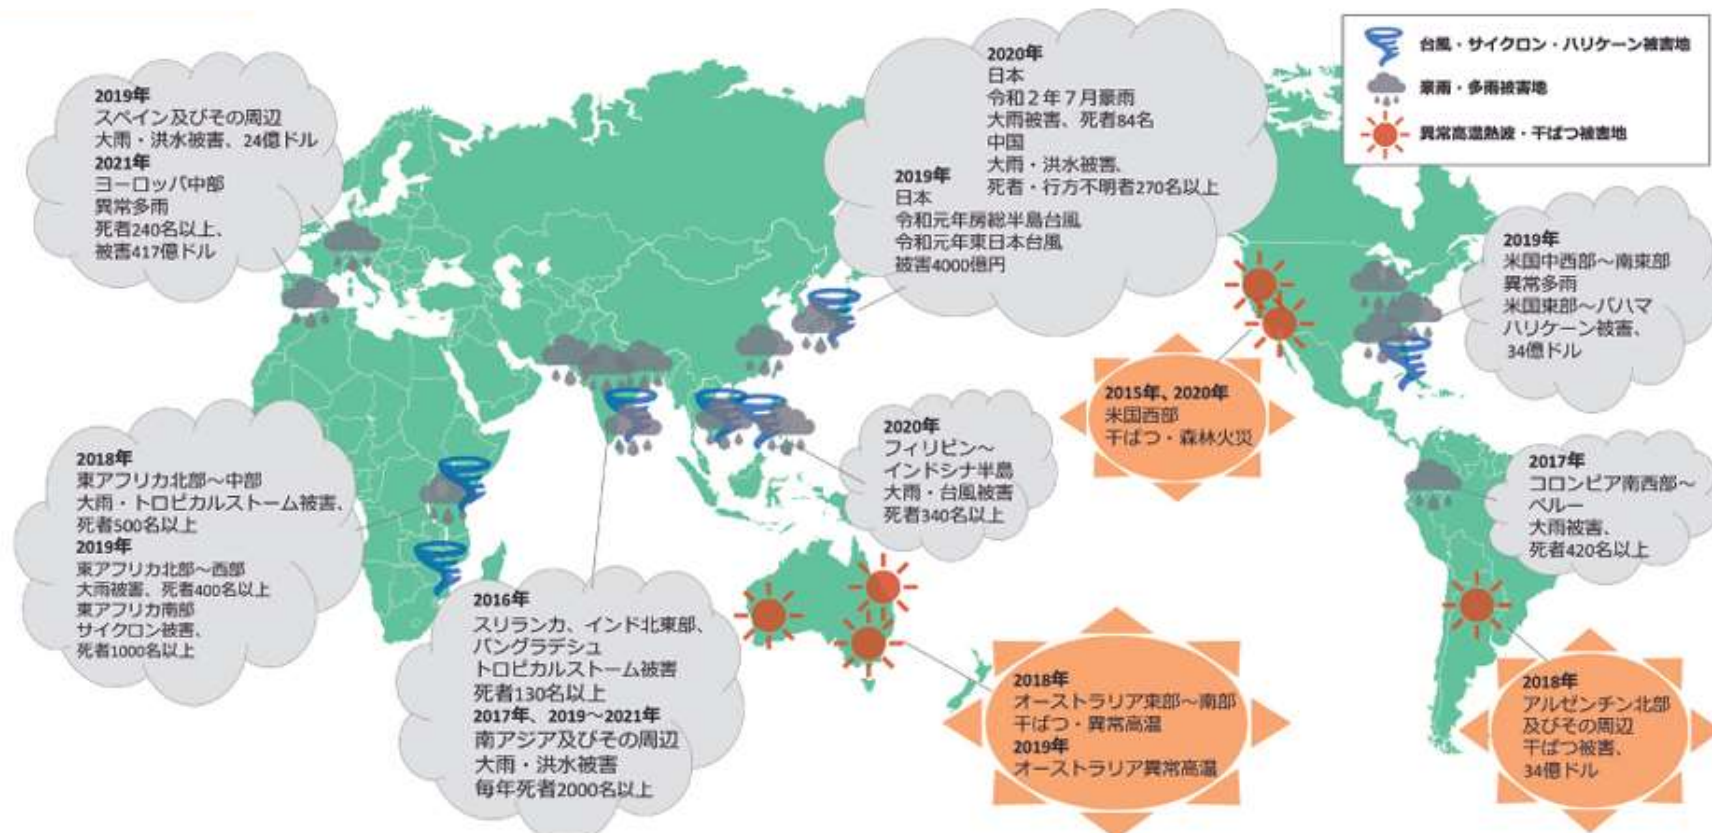 台風・サイクロン・ハリケーン被害地
豪雨・多雨被害地
異常高温熱波・干ばつ被害地
2019年
スペイン及びその周辺
大雨・洪水被害、24億ドル
2021年
ヨーロッパ中部
異常多雨
死者240名以上、
被害417億ドル
2020年
日本
令和2年7月豪雨
大雨被害、死者84名
中国
大雨・洪水被害、
死者・行方不明者270名以上
2019年
日本
令和元年房総半島台風
令和元年東日本台風
被害4000億円
2019年
米国中西部～南東部
異常多雨
米国東部～バハマ
ハリケーン被害、
34億ドル
2015年、2020年
米国西部
干ばつ・森林火災
2020年
フィリピン～
インドシナ半島
大雨・台風被害
死者340名以上
2017年
コロンビア南西部～
ペルー
大雨被害、
死者420名以上
2018年
東アフリカ北部～中部
大雨・トロピカルストーム被害、
死者500名以上
2019年
東アフリカ北部～西部
大雨被害、死者400名以上
東アフリカ南部
サイクロン被害、
死者1000名以上
2016年
スリランカ、インド北東部、
バングラデシュ
トロピカルストーム被害
死者130名以上
2017年、2019～2021年
南アジア及びその周辺
大雨・洪水被害
毎年死者2000名以上
2018年
オーストラリア東部～南部
干ばつ・異常高温
2019年
オーストラリア異常高温
2018年
アルゼンチン北部
及びその周辺
干ばつ被害、
34億ドル